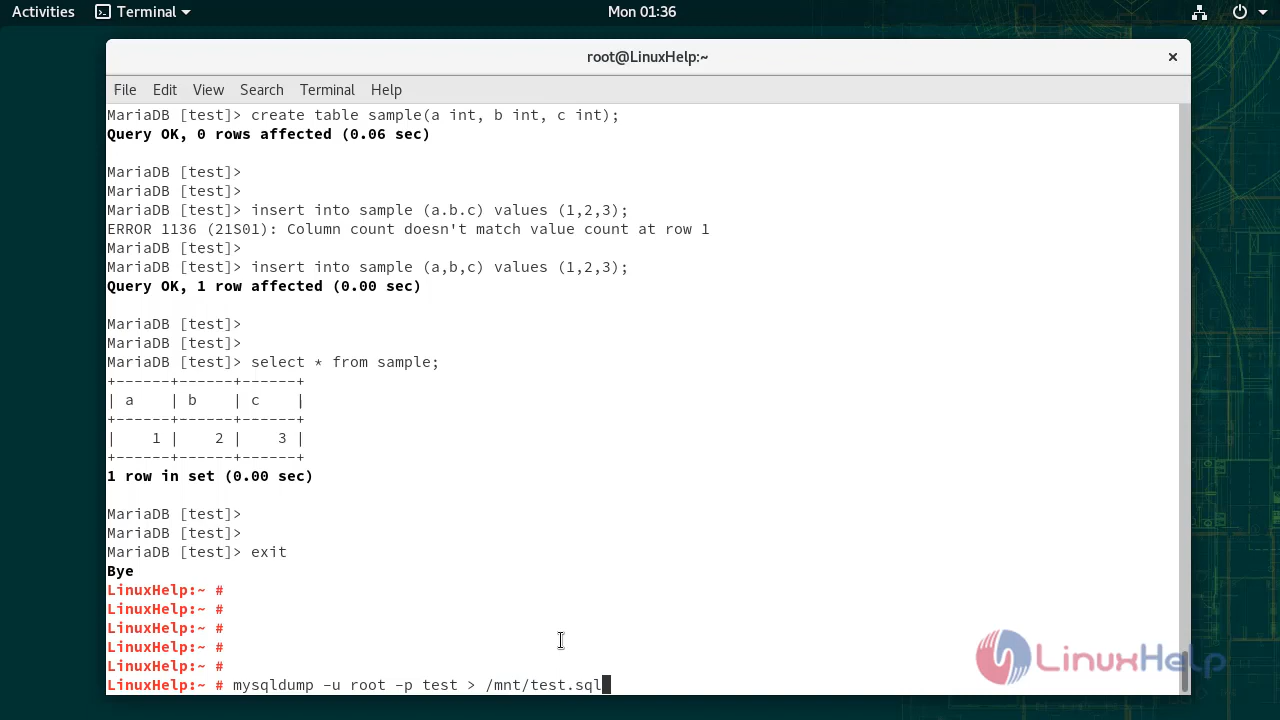 Activities Terminal Mon 01:36
root@LinuxHelp:~ ×
File Edit View Search Terminal Help
MariaDB [test]> create table sample(a int, b int, c int);
Query OK, 0 rows affected (0.06 sec)
MariaDB [test]>
MariaDB [test]>
MariaDB [test]> insert into sample (a.b.c) values (1,2,3);
ERROR 1136 (21S01): Column count doesn't match value count at row 1
MariaDB [test]>
MariaDB [test]> insert into sample (a,b,c) values (1,2,3);
Query OK, 1 row affected (0.00 sec)
MariaDB [test]>
MariaDB [test]>
MariaDB [test]> select * from sample;
+------+------+------+
| a    | b    | c    |
+------+------+------+
|    1 |    2 |    3 |
+------+------+------+
1 row in set (0.00 sec)
MariaDB [test]>
MariaDB [test]>
MariaDB [test]> exit
Bye
LinuxHelp:~ #
LinuxHelp:~ #
LinuxHelp:~ #
LinuxHelp:~ #
LinuxHelp:~ #
LinuxHelp:~ # mysqldump -u root -p test > /mnt/test.sql
LinuxHelp